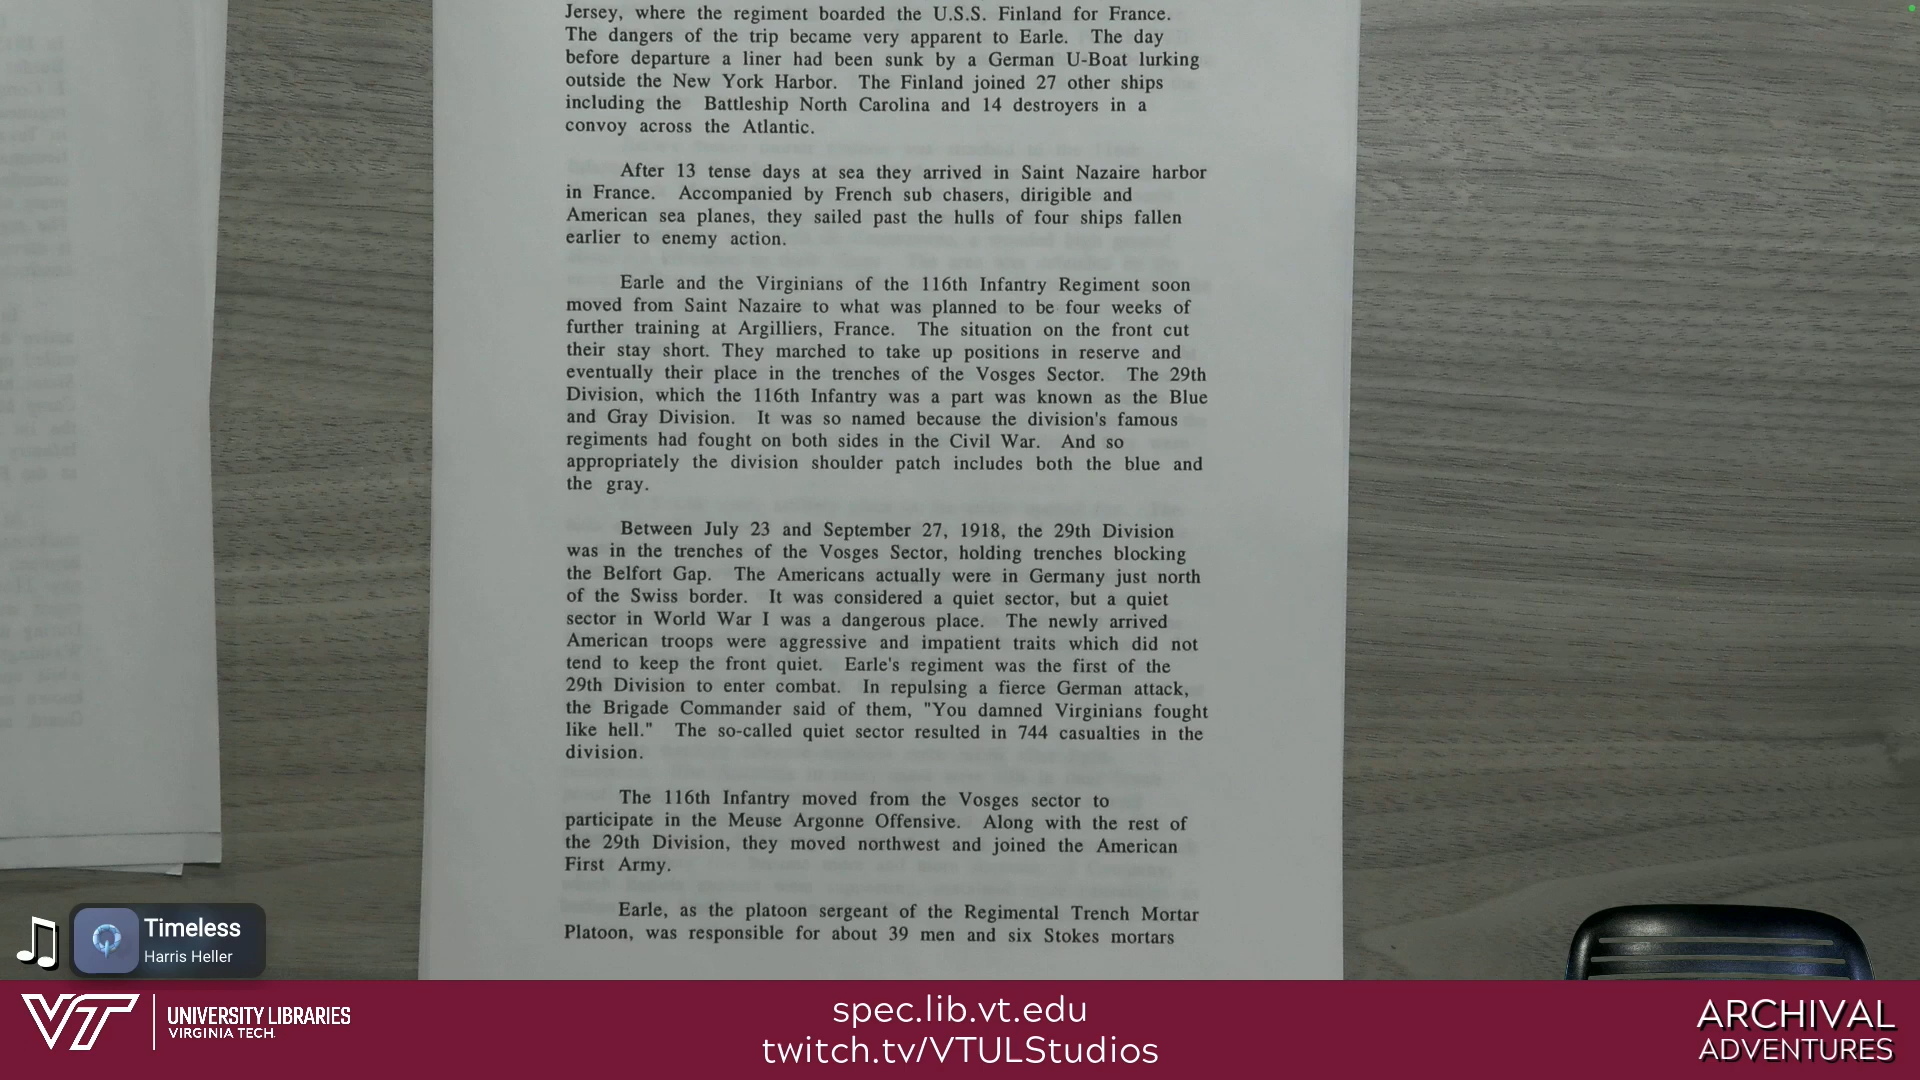 Jersey, where the regiment boarded the U.S.S. Finland for France.
The dangers of the trip became very apparent to Earle. The day
before departure a liner had been sunk by a German U-Boat lurking
outside the New York Harbor. The Finland joined 27 other ships
including the Battleship North Carolina and 14 destroyers in a
convoy across the Atlantic.
After 13 tense days at sea they arrived in Saint Nazaire harbor
in France. Accompanied by French sub chasers, dirigible and
American sea planes, they sailed past the hulls of four ships fallen
earlier to enemy action.
Earle and the Virginians of the 116th Infantry Regiment soon
moved from Saint Nazaire to what was planned to be four weeks of
further training at Argilliers, France. The situation on the front cut
their stay short. They marched to take up positions in reserve and
eventually their place in the trenches of the Vosges Sector. The 29th
Division, which the 116th Infantry was a part was known as the Blue
and Gray Division. It was so named because the division's famous
regiments had fought on both sides in the Civil War. And so
appropriately the division shoulder patch includes both the blue and
the gray.
Between July 23 and September 27, 1918, the 29th Division
was in the trenches of the Vosges Sector, holding trenches blocking
the Belfort Gap. The Americans actually were in Germany just north
of the Swiss border. It was considered a quiet sector, but a quiet
sector in World War I was a dangerous place. The newly arrived
American troops were aggressive and impatient traits which did not
tend to keep the front quiet. Earle's regiment was the first of the
29th Division to enter combat. In repulsing a fierce German attack,
the Brigade Commander said of them, "You damned Virginians fought
like hell." The so-called quiet sector resulted in 744 casualties in the
division.
The 116th Infantry moved from the Vosges sector to
participate in the Meuse Argonne Offensive. Along with the rest of
the 29th Division, they moved northwest and joined the American
First Army.
Earle, as the platoon sergeant of the Regimental Trench Mortar
Platoon, was responsible for about 39 men and six Stokes mortars
Timeless
Harris Heller
VT
UNIVERSITY LIBRARIES
VIRGINIA TECH
spec.lib.vt.edu
twitch.tv/VTULStudios
ARCHIVAL
ADVENTURES